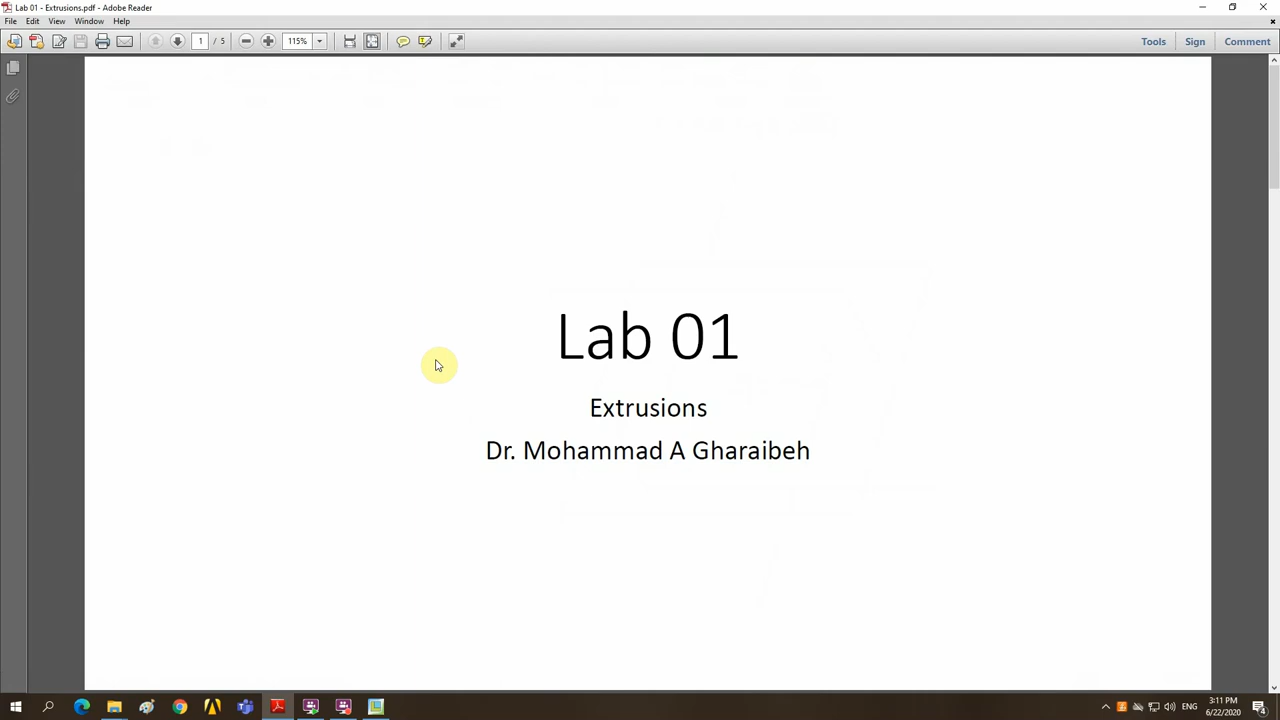 Lab 01 - Extrusions.pdf - Adobe Reader
File Edit View Window Help
1 / 5 115% Tools Sign Comment
Lab 01
Extrusions
Dr. Mohammad A Gharaibeh
3:11 PM
ENG
6/22/2020
4